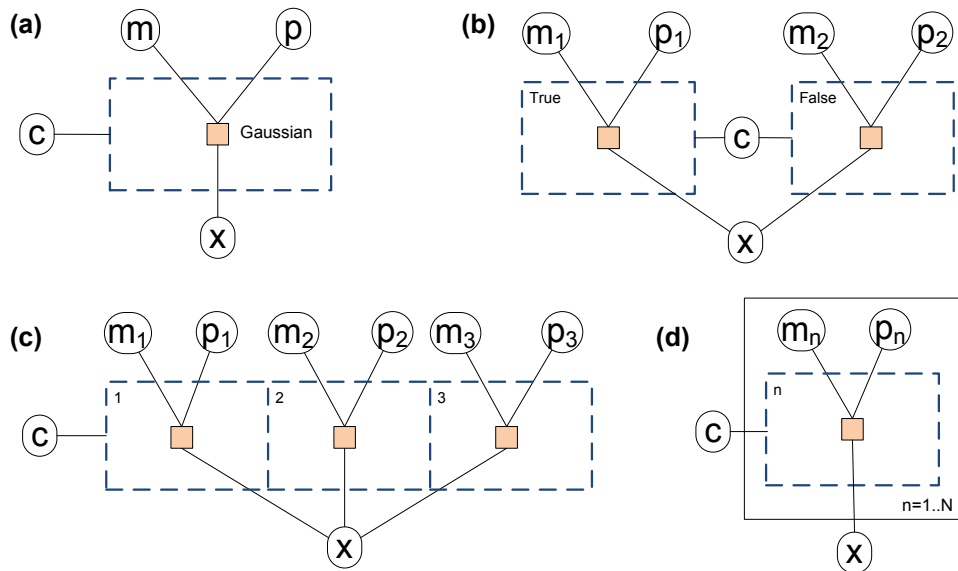 (a)
m
p
c
Gaussian
x
(b)
m1
p1
m2
p2
True
False
c
x
(c)
m1
p1
m2
p2
m3
p3
1
2
3
c
x
(d)
mn
pn
n
c
n=1..N
x